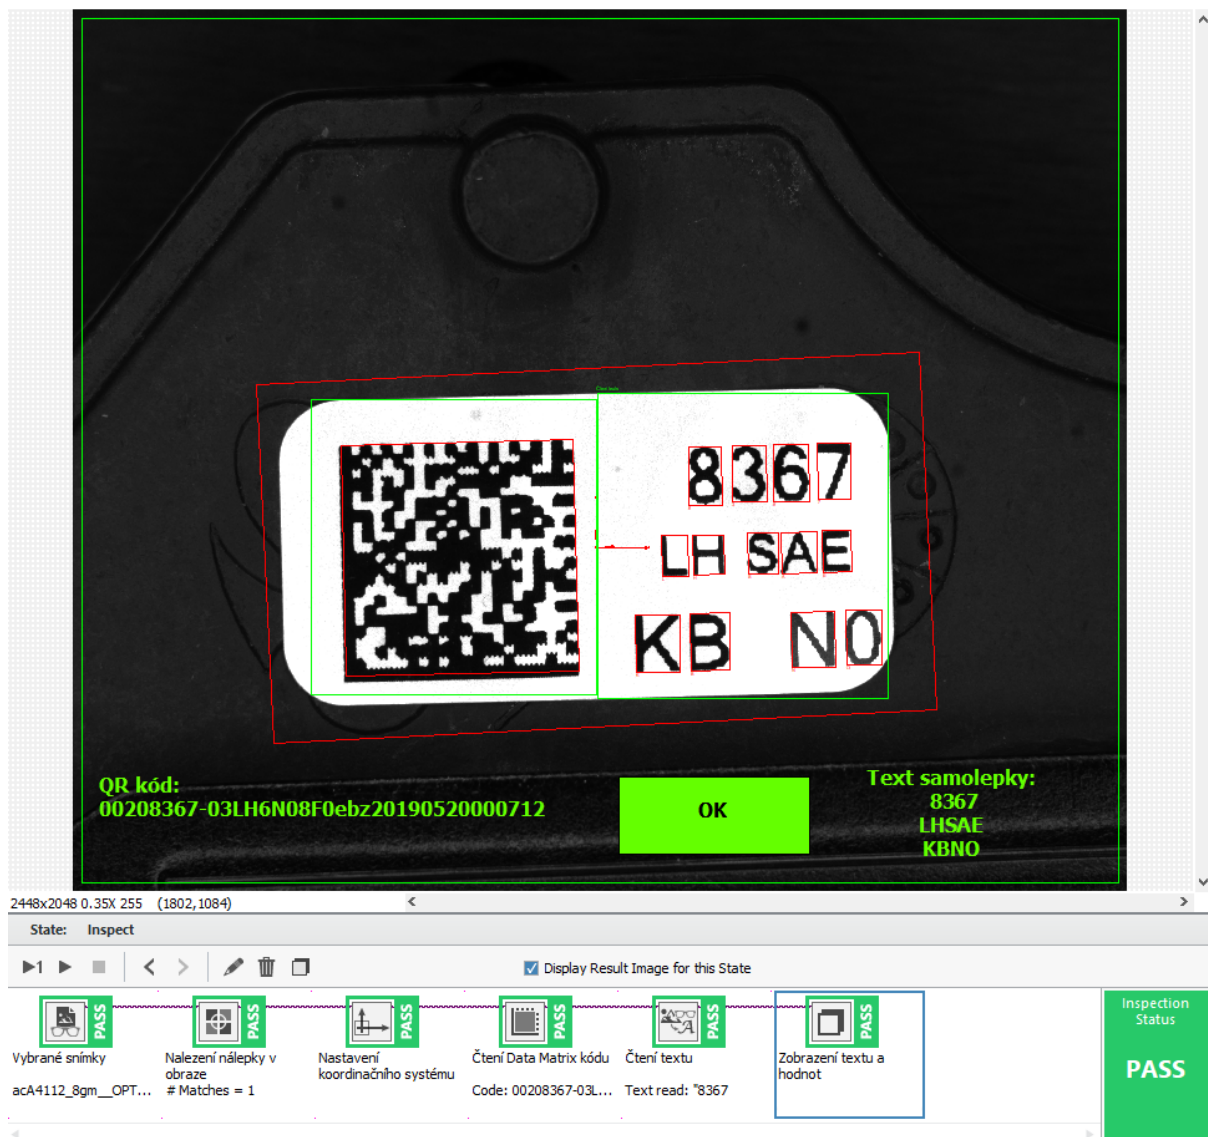 8367
LH SAE
KB NO
QR kód:
00208367-03LH6N08F0ebz20190520000712
OK
Text samolepky:
8367
LHSAE
KBNO
2448x2048 0.35X 255 (1802,1084)
State: Inspect
1
Display Result Image for this State
PASS
Vybrané snímky
acA4112_8gm__OPT...
PASS
Nalezení nálepky v
obraze
# Matches = 1
PASS
Nastavení
koordinačního systému
PASS
Čtení Data Matrix kódu
Code: 00208367-03L...
PASS
Čtení textu
Text read: "8367
PASS
Zobrazení textu a
hodnot
Inspection
Status
PASS